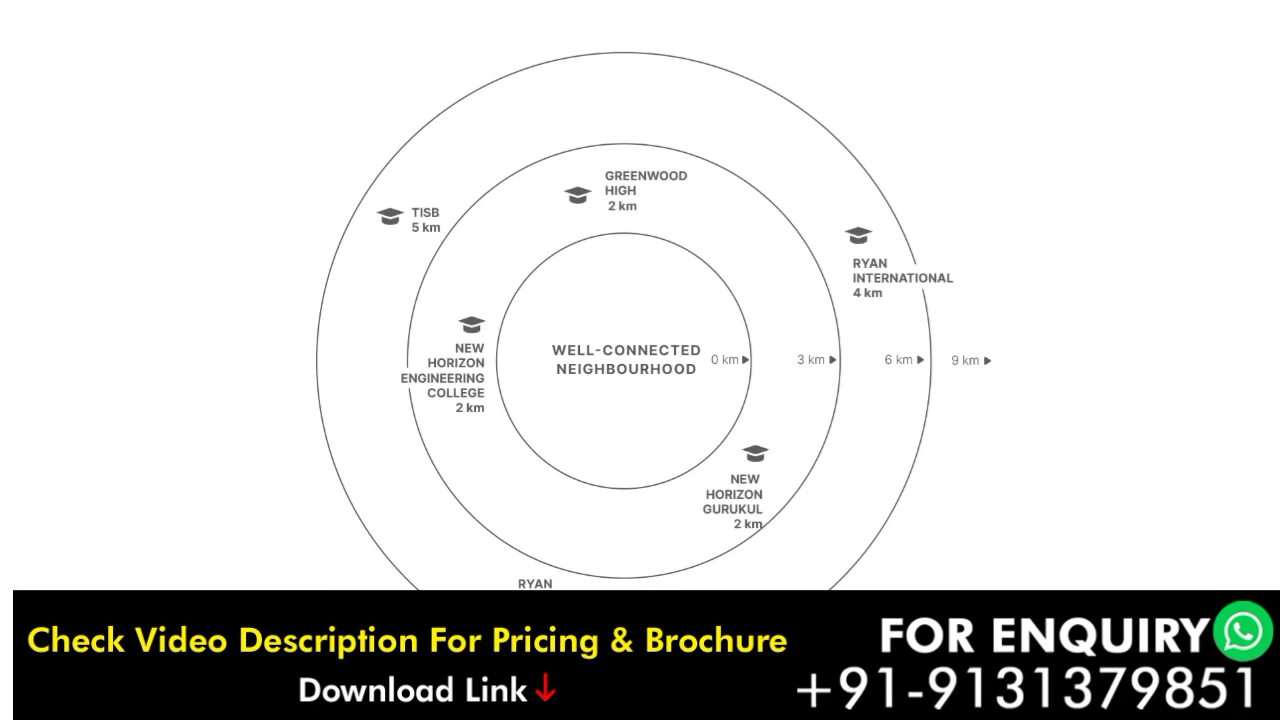 GREENWOOD
HIGH
2 km
TISB
5 km
RYAN
INTERNATIONAL
4 km
NEW
HORIZON
ENGINEERING
COLLEGE
2 km
WELL-CONNECTED
NEIGHBOURHOOD
0 km
3 km
6 km
9 km
NEW
HORIZON
GURUKUL
2 km
RYAN
Check Video Description For Pricing & Brochure
Download Link
FOR ENQUIRY
+91-9131379851